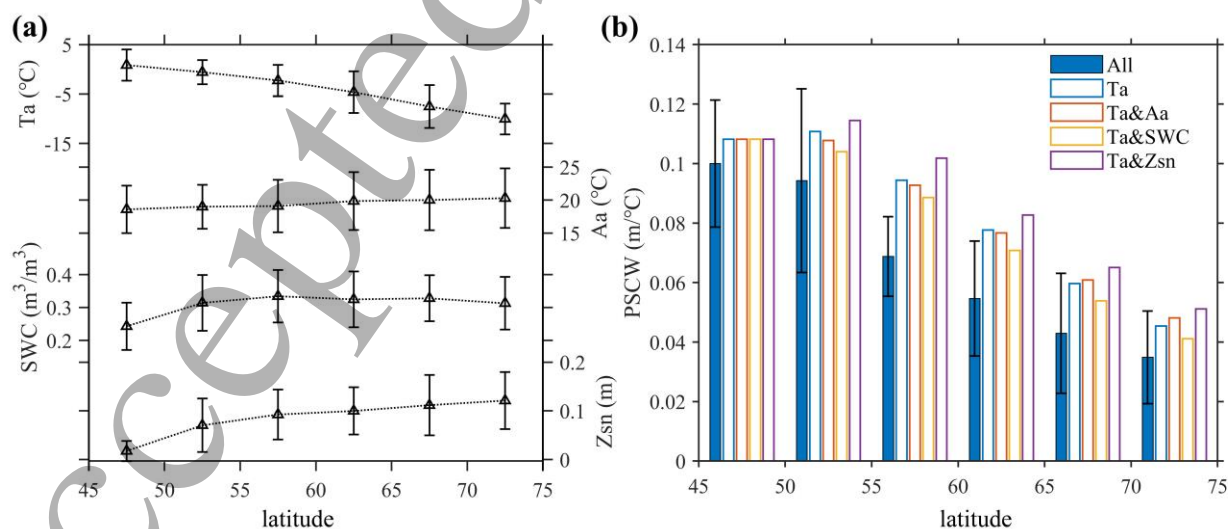 (a)
5
-5
-15
Ta (°C)
25
20
15
Aa (°C)
0.4
0.3
0.2
SWC (m³/m³)
0.2
0.1
0
Zsn (m)
45 50 55 60 65 70 75
latitude
(b)
0.14
0.12
0.1
0.08
0.06
0.04
0.02
0
PSCW (m/°C)
All
Ta
Ta&Aa
Ta&SWC
Ta&Zsn
45 50 55 60 65 70 75
latitude
ccepted